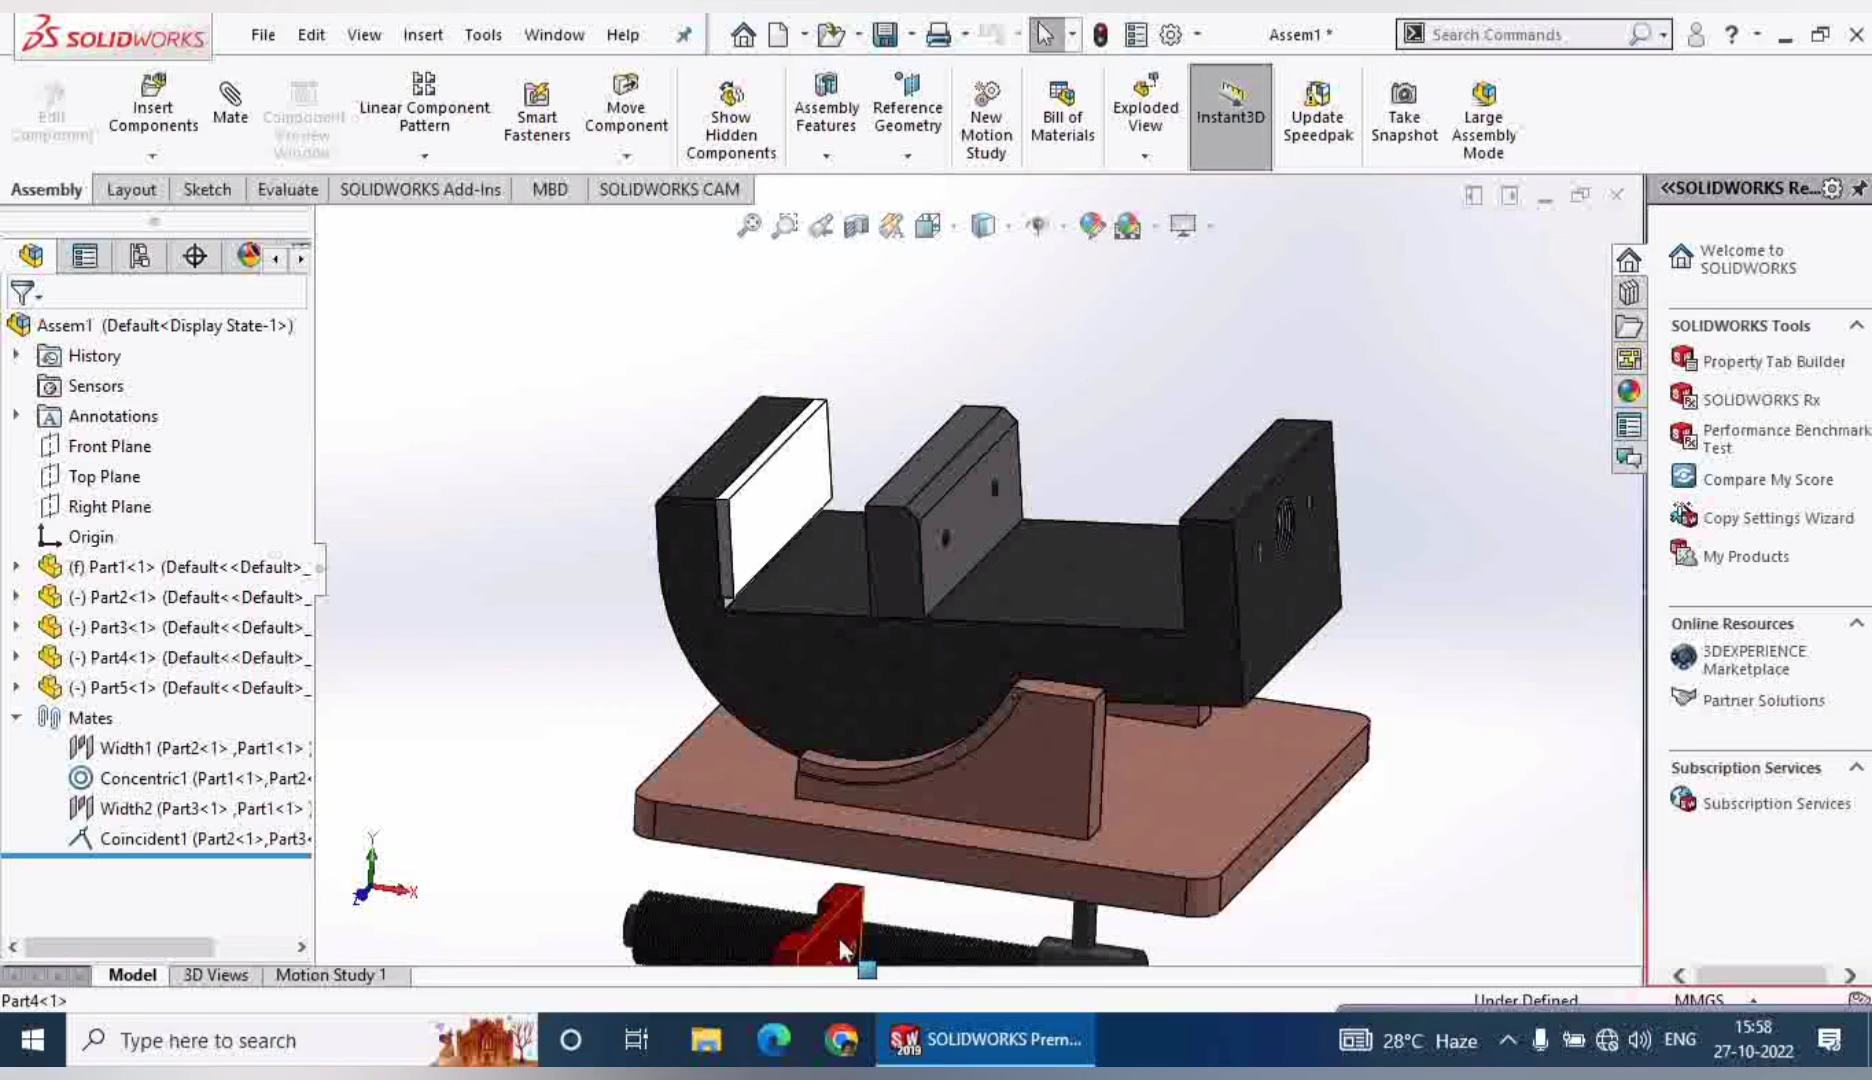 SOLIDWORKS
File Edit View Insert Tools Window Help
Assem1 *
Search Commands
Edit Component
Insert Components
Mate
Component Preview Window
Linear Component Pattern
Smart Fasteners
Move Component
Show Hidden Components
Assembly Features
Reference Geometry
New Motion Study
Bill of Materials
Exploded View
Instant3D
Update Speedpak
Take Snapshot
Large Assembly Mode
Assembly Layout Sketch Evaluate SOLIDWORKS Add-Ins MBD SOLIDWORKS CAM
Assem1 (Default<Display State-1>)
History
Sensors
Annotations
Front Plane
Top Plane
Right Plane
Origin
(f) Part1<1> (Default<<Default>_
(-) Part2<1> (Default<<Default>_
(-) Part3<1> (Default<<Default>_
(-) Part4<1> (Default<<Default>_
(-) Part5<1> (Default<<Default>_
Mates
Width1 (Part2<1> ,Part1<1>
Concentric1 (Part1<1>,Part2<
Width2 (Part3<1> ,Part1<1>
Coincident1 (Part2<1>,Part3<
Y
X
Z
«SOLIDWORKS Re...
Welcome to
SOLIDWORKS
SOLIDWORKS Tools
Property Tab Builder
SOLIDWORKS Rx
Performance Benchmark
Test
Compare My Score
Copy Settings Wizard
My Products
Online Resources
3DEXPERIENCE
Marketplace
Partner Solutions
Subscription Services
Subscription Services
Model 3D Views Motion Study 1
Part4<1>
Under Defined
MMGS
Type here to search
SW 2019
SOLIDWORKS Prem...
28°C Haze
ENG
15:58
27-10-2022